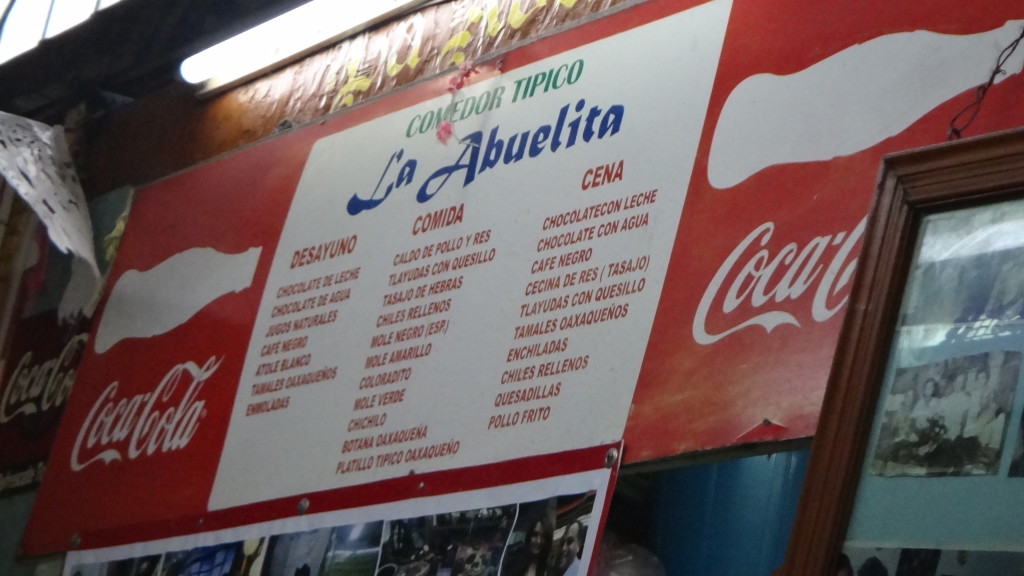 COMEDOR TIPICO
La Abuelita
DESAYUNO
CHOCOLATE DE LECHE
CHOCOLATE DE AGUA
JUGOS NATURALES
CAFE NEGRO
ATOLE BLANCO
TAMALES OAXAQUEÑOS
ENMOLADAS
COMIDA
CALDO DE POLLO Y RES
TLAYUDAS CON QUESILLO
TASAJO DE HEBRAS
CHILES RELLENOS
MOLE NEGRO (ESP.)
MOLE AMARILLO
COLORADITO
MOLE VERDE
CHICHILO
BOTANA OAXAQUEÑA
PLATILLO TIPICO OAXAQUEÑO
CENA
CHOCOLATECON LECHE
CHOCOLATE CON AGUA
CAFE NEGRO
CECINA DE RES ( TASAJO)
TLAYUDAS CON QUESILLO
TAMALES OAXAQUEÑOS
ENCHILADAS
CHILES RELLENOS
QUESADILLAS
POLLO FRITO
Coca-Cola
Coca-C
Coca-C